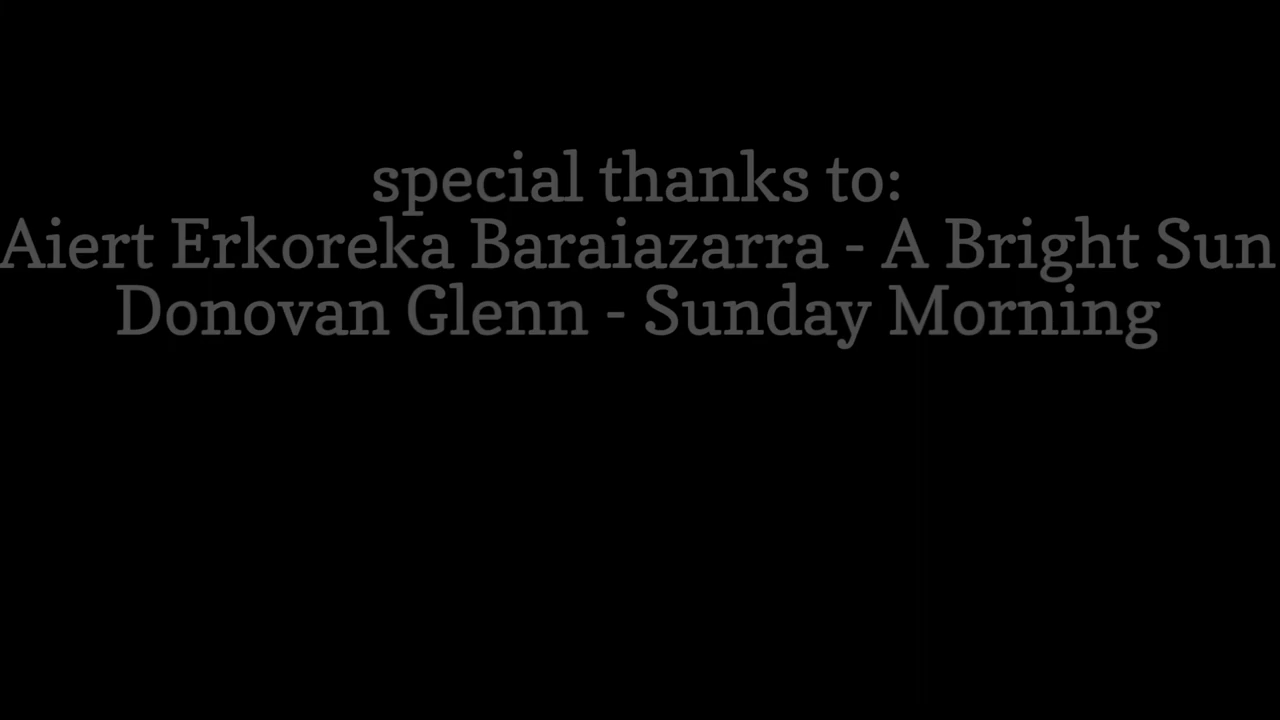 special thanks to:
Aiert Erkoreka Baraiazarra - A Bright Sun
Donovan Glenn - Sunday Morning